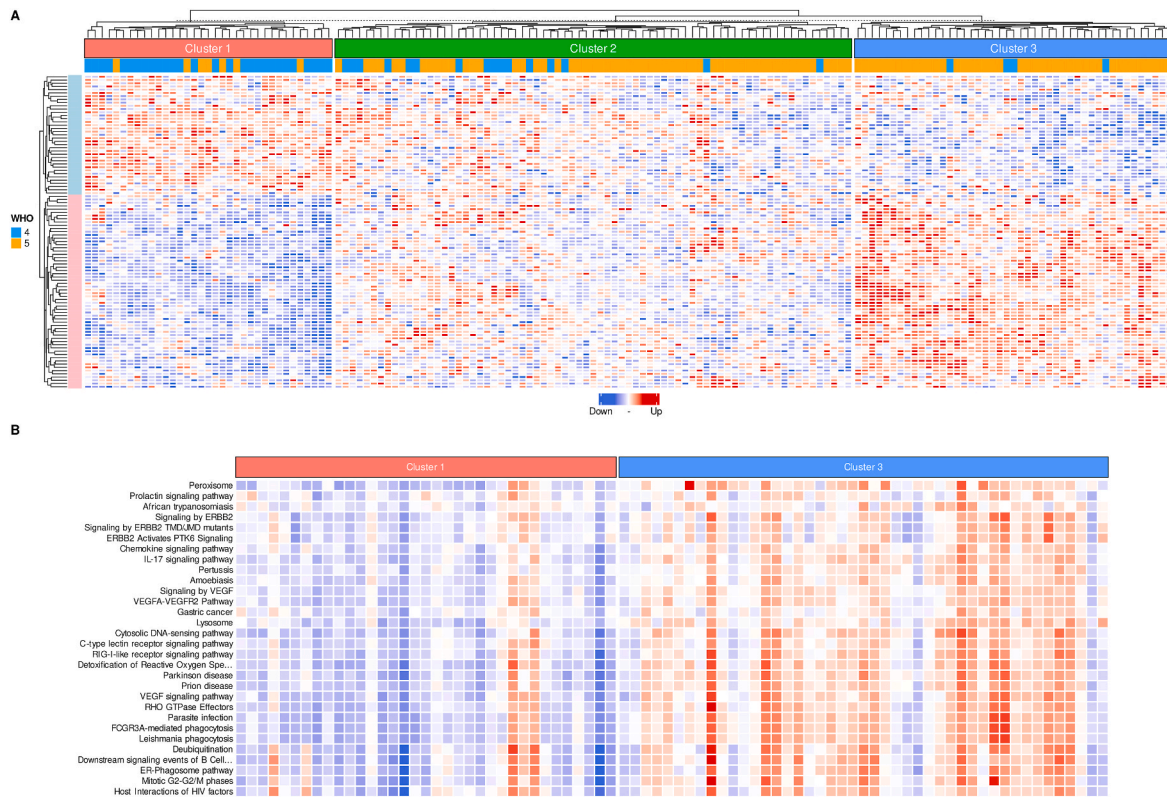 A
Cluster 1 Cluster 2 Cluster 3
WHO
4
5
Down - Up
B
Cluster 1 Cluster 3
Peroxisome
Prolactin signaling pathway
African trypanosomiasis
Signaling by ERBB2
Signaling by ERBB2 TMD/JMD mutants
ERBB2 Activates PTK6 Signaling
Chemokine signaling pathway
IL-17 signaling pathway
Pertussis
Amoebiasis
Signaling by VEGF
VEGFA-VEGFR2 Pathway
Gastric cancer
Lysosome
Cytosolic DNA-sensing pathway
C-type lectin receptor signaling pathway
RIG-I-like receptor signaling pathway
Detoxification of Reactive Oxygen Spe...
Parkinson disease
Prion disease
VEGF signaling pathway
RHO GTPase Effectors
Parasite infection
FCGR3A-mediated phagocytosis
Leishmania phagocytosis
Deubiquitination
Downstream signaling events of B Cell...
ER-Phagosome pathway
Mitotic G2-G2/M phases
Host Interactions of HIV factors